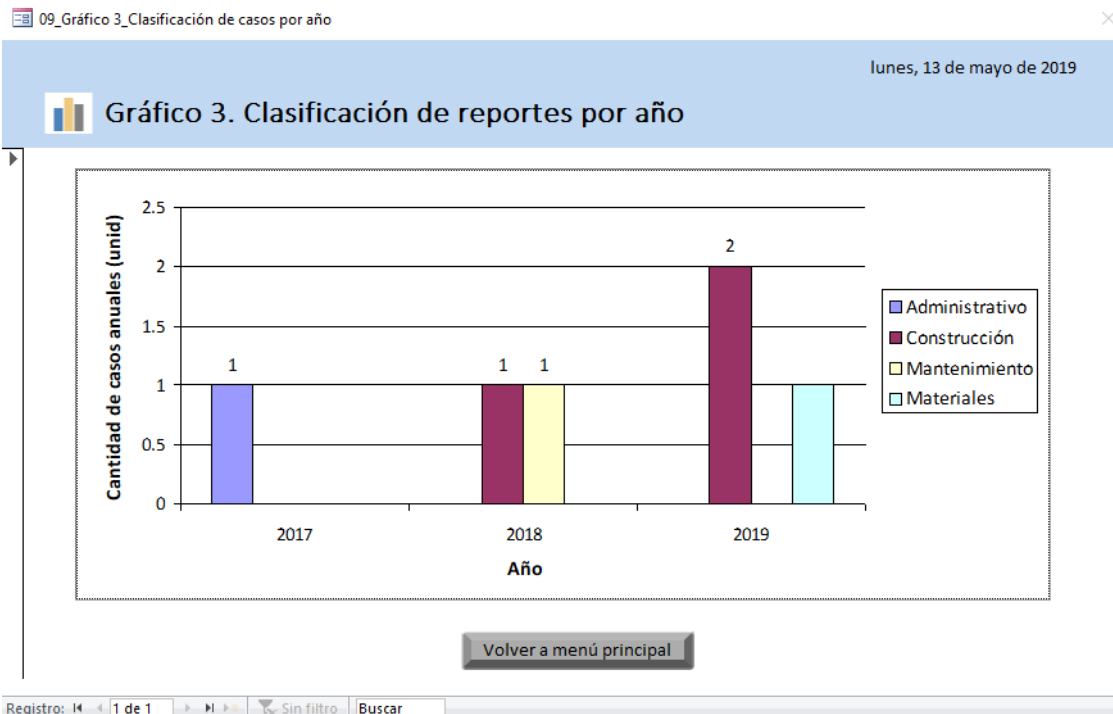 09_Gráfico 3_Clasificación de casos por año
lunes, 13 de mayo de 2019
Gráfico 3. Clasificación de reportes por año
Cantidad de casos anuales (unid)
2.5
2
1.5
1
0.5
0
1
1 1
2
2017 2018 2019
Año
Administrativo
Construcción
Mantenimiento
Materiales
Volver a menú principal
Registro: 1 de 1 Sin filtro Buscar